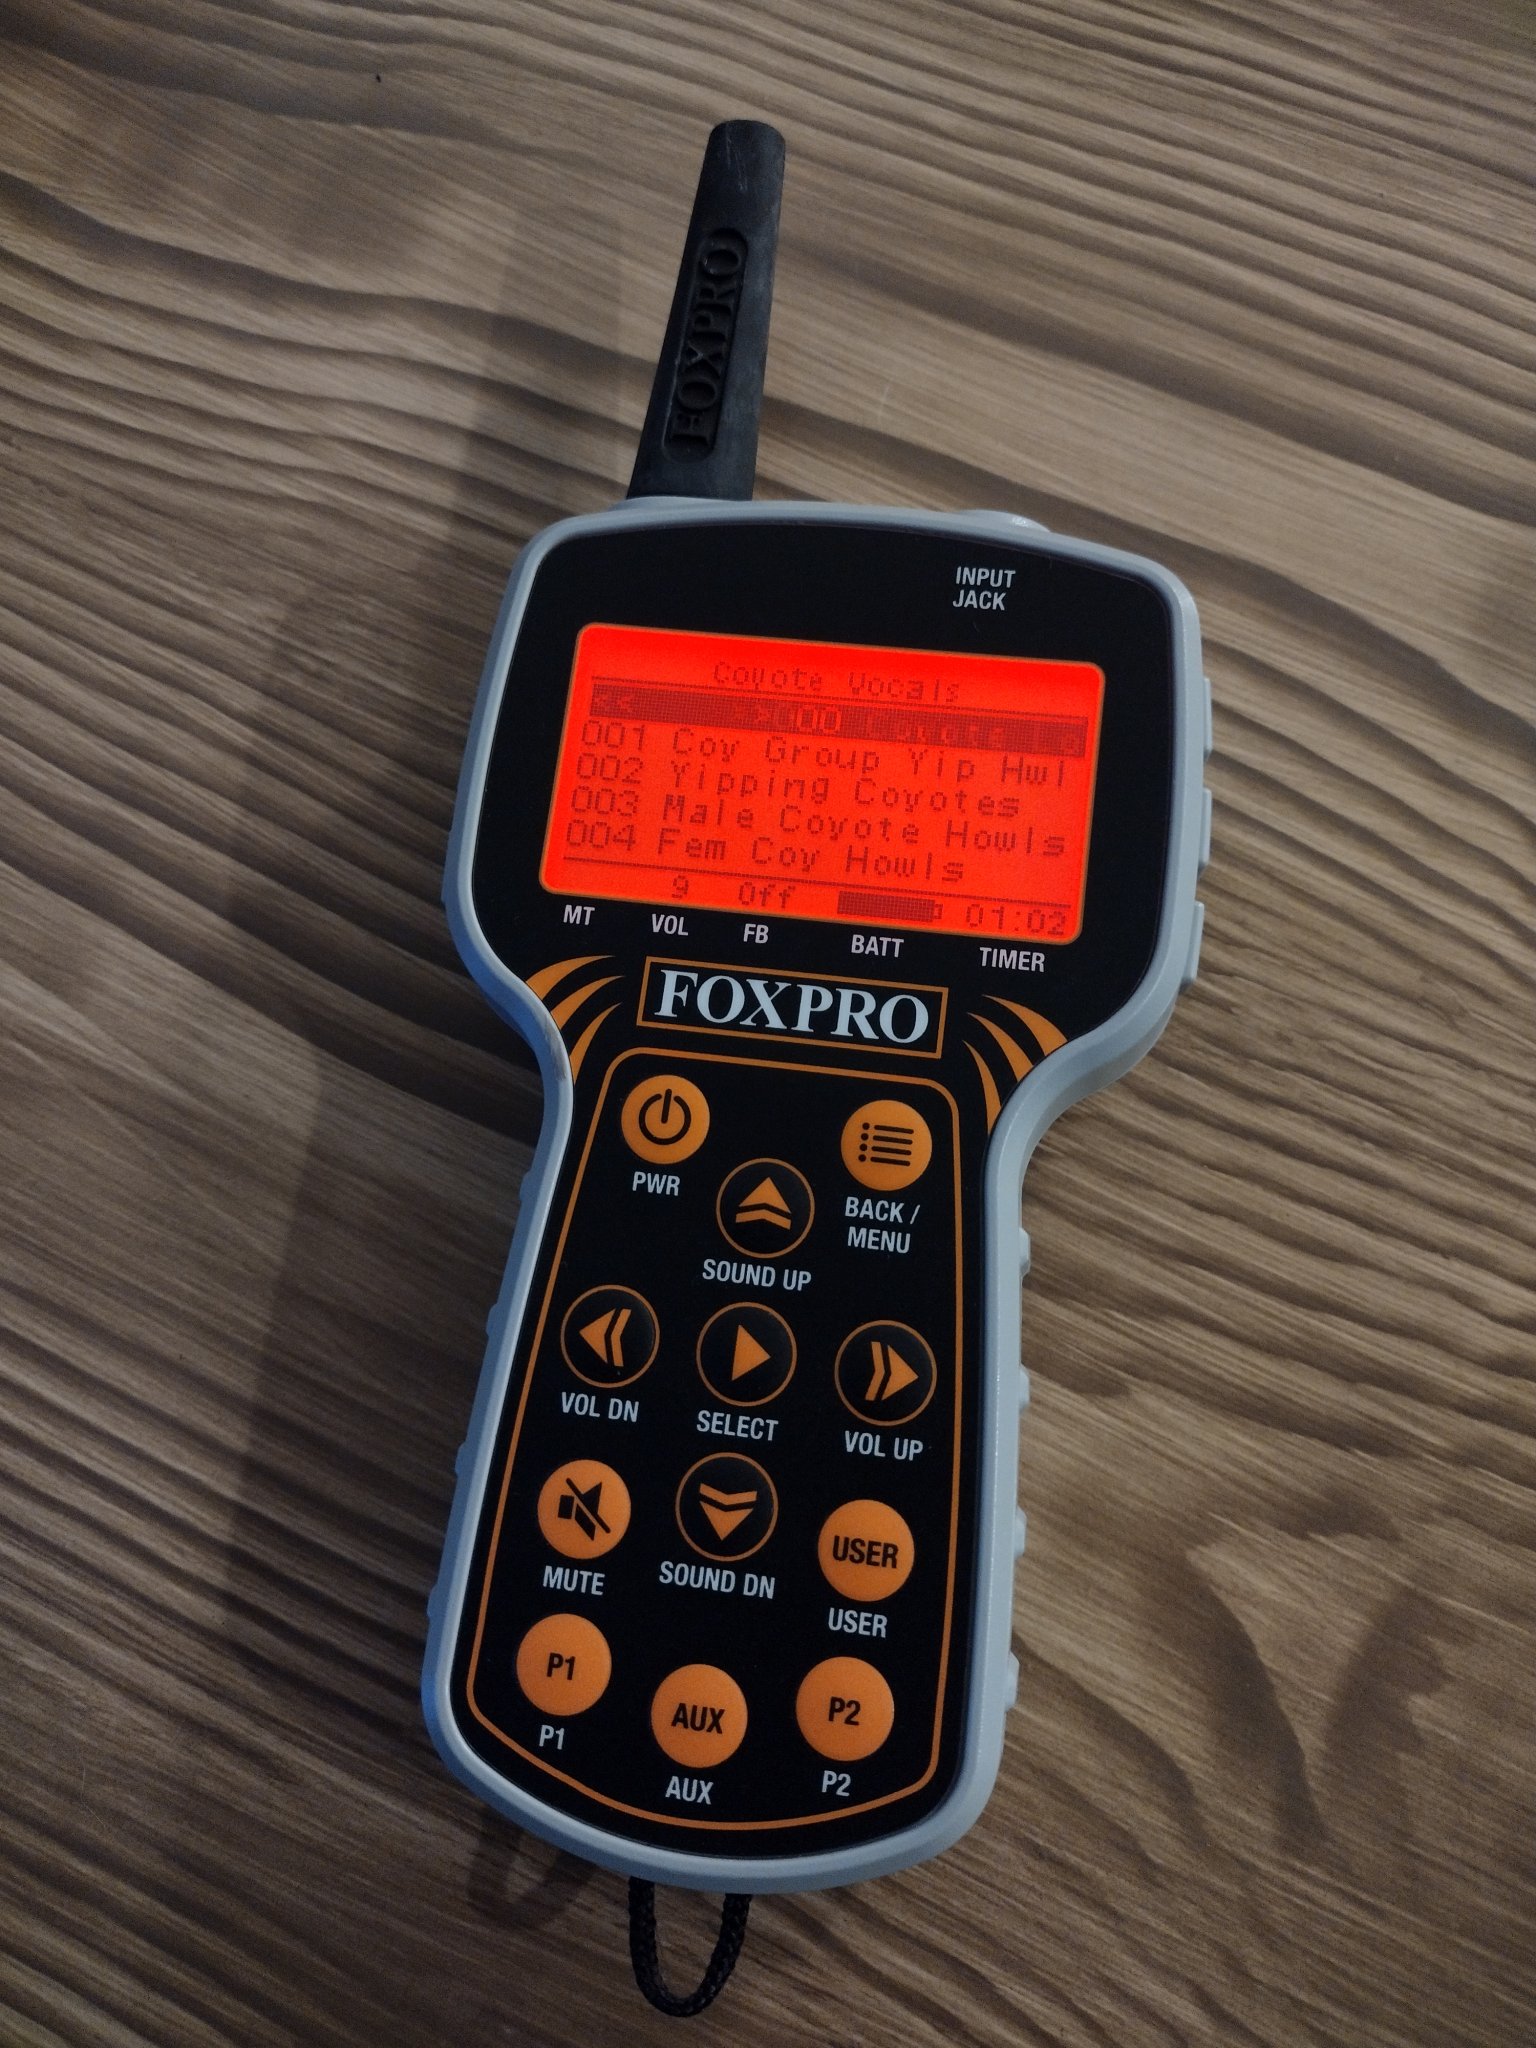 FOXPRO
INPUT
JACK
Coyote Vocals
<< >>000 Coyote
001 Coy Group Yip Hwl
002 Yipping Coyotes
003 Male Coyote Howls
004 Fem Coy Howls
9 Off 01:02
MT VOL FB BATT TIMER
FOXPRO
PWR
BACK /
MENU
SOUND UP
VOL DN
SELECT
VOL UP
MUTE
SOUND DN
USER
USER
P1
P1
AUX
AUX
P2
P2